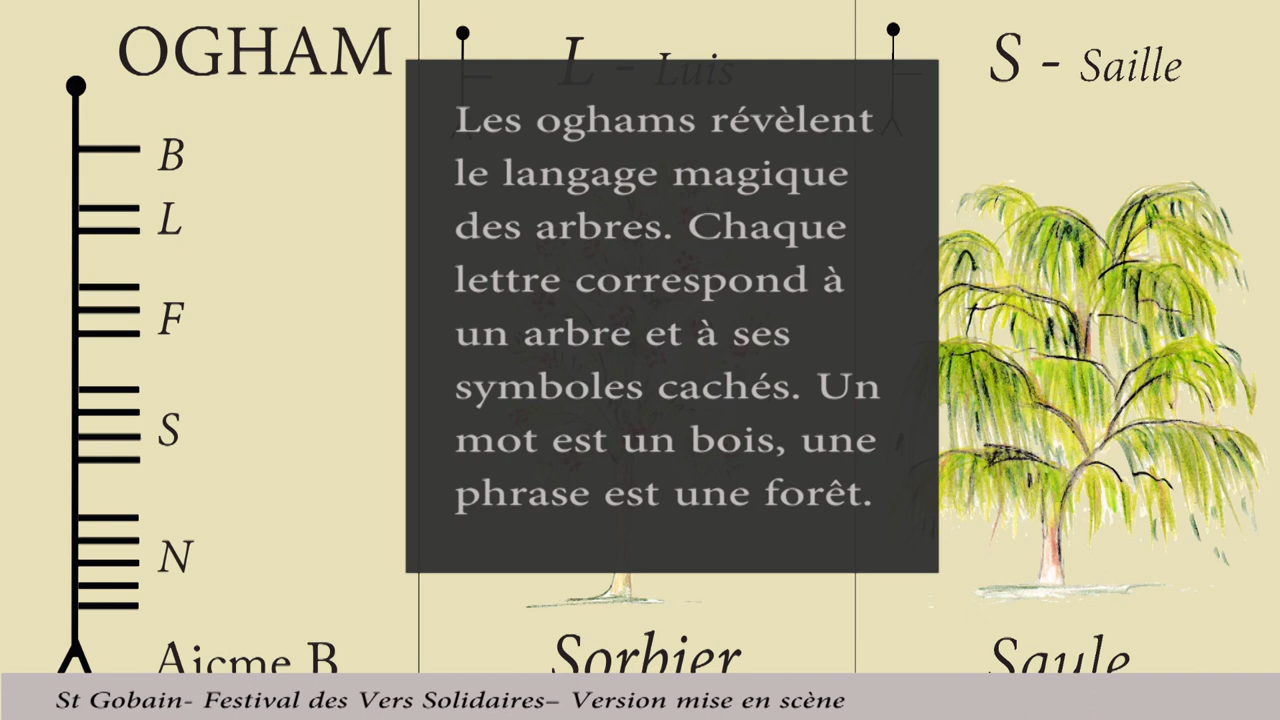 OGHAM
B
L
F
S
N
Aicme B
L - Luis
Sorbier
S - Saille
Saule
Les oghams révèlent
le langage magique
des arbres. Chaque
lettre correspond à
un arbre et à ses
symboles cachés. Un
mot est un bois, une
phrase est une forêt.
St Gobain- Festival des Vers Solidaires– Version mise en scène